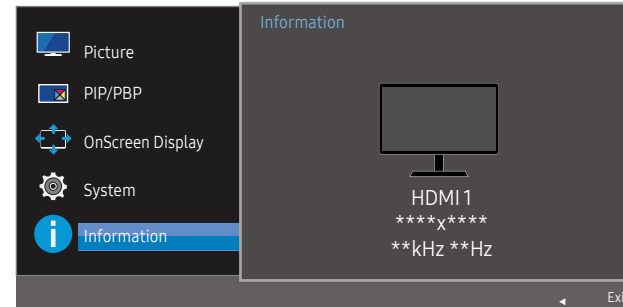 Information
Picture
PIP/PBP
OnScreen Display
System
Information
HDMI 1
****x****
**kHz **Hz